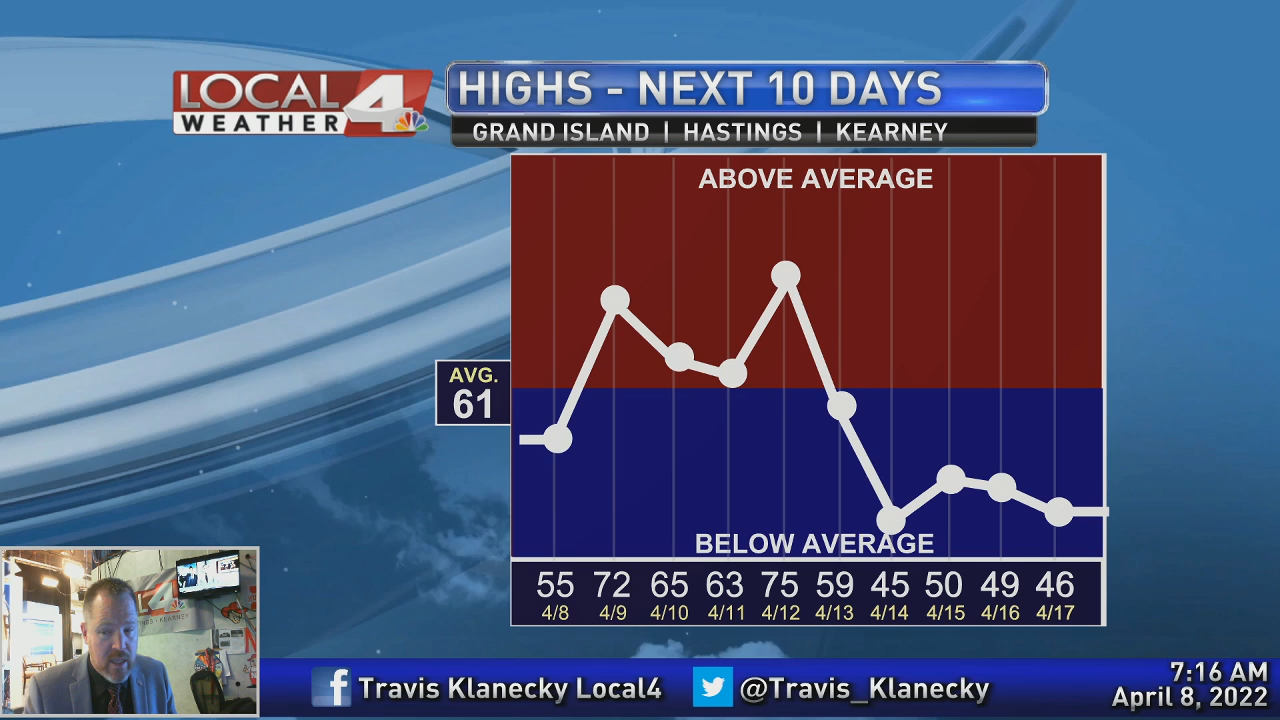 LOCAL 4
WEATHER
HIGHS - NEXT 10 DAYS
GRAND ISLAND | HASTINGS | KEARNEY
ABOVE AVERAGE
AVG.
61
BELOW AVERAGE
55 72 65 63 75 59 45 50 49 46
4/8 4/9 4/10 4/11 4/12 4/13 4/14 4/15 4/16 4/17
KEARNEY
Travis Klanecky Local4
@Travis_Klanecky
7:16 AM
April 8, 2022